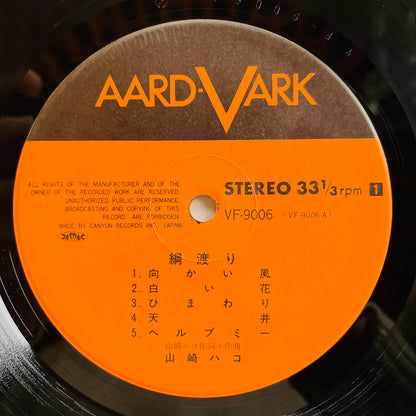 AARD-VARK
ALL RIGHTS OF THE MANUFACTURER AND OF THE
OWNER OF THE RECORDED WORK ARE RESERVED.
UNAUTHORIZED PUBLIC PERFORMANCE,
BROADCASTING AND COPYING OF THIS
RECORD ARE FORBIDDEN.
MADE BY CANYON RECORDS INC. JAPAN
JASRAC
STEREO 33 1/3 rpm 1
VF-9006 (VF-9006 A)
綱渡り
1. 向かい風
2. 白い花
3. ひまわり
4. 天井
5. ヘルプミー
山崎ハコ作詞・作曲
山崎ハコ